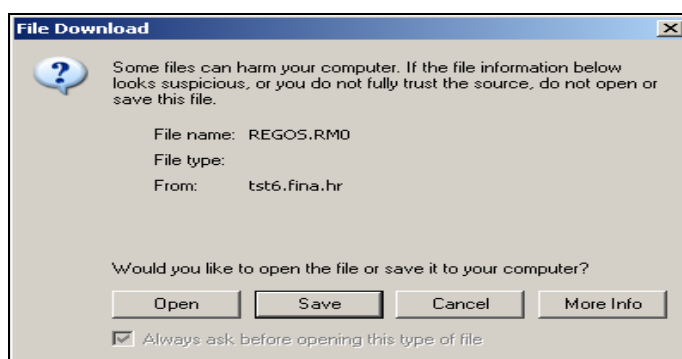 File Download
Some files can harm your computer. If the file information below
looks suspicious, or you do not fully trust the source, do not open or
save this file.
File name: REGOS.RM0
File type:
From: tst6.fina.hr
Would you like to open the file or save it to your computer?
Open Save Cancel More Info
Always ask before opening this type of file